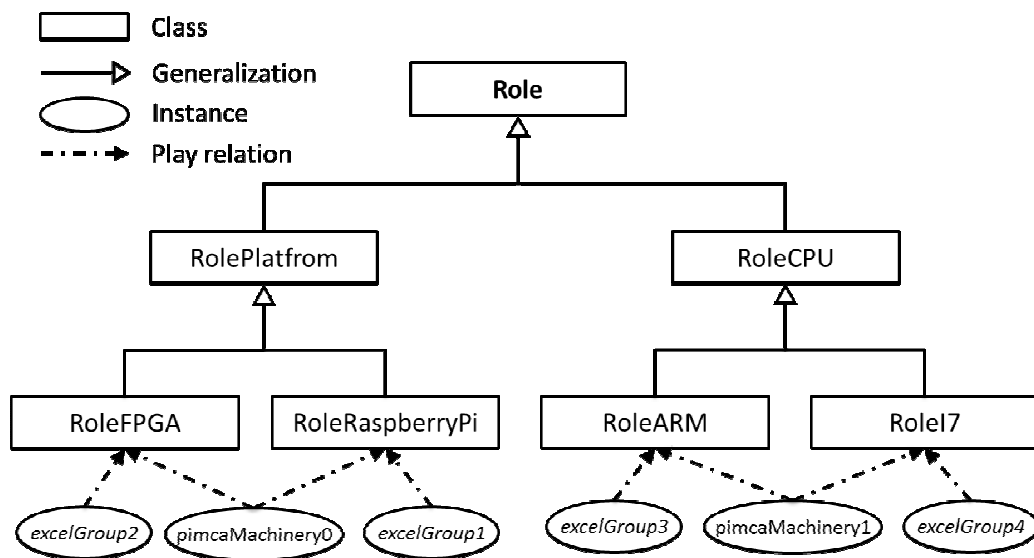 Class
Generalization
Instance
Play relation
Role
RolePlatfrom
RoleCPU
RoleFPGA
RoleRaspberryPi
RoleARM
RoleI7
excelGroup2
pimcaMachinery0
excelGroup1
excelGroup3
pimcaMachinery1
excelGroup4